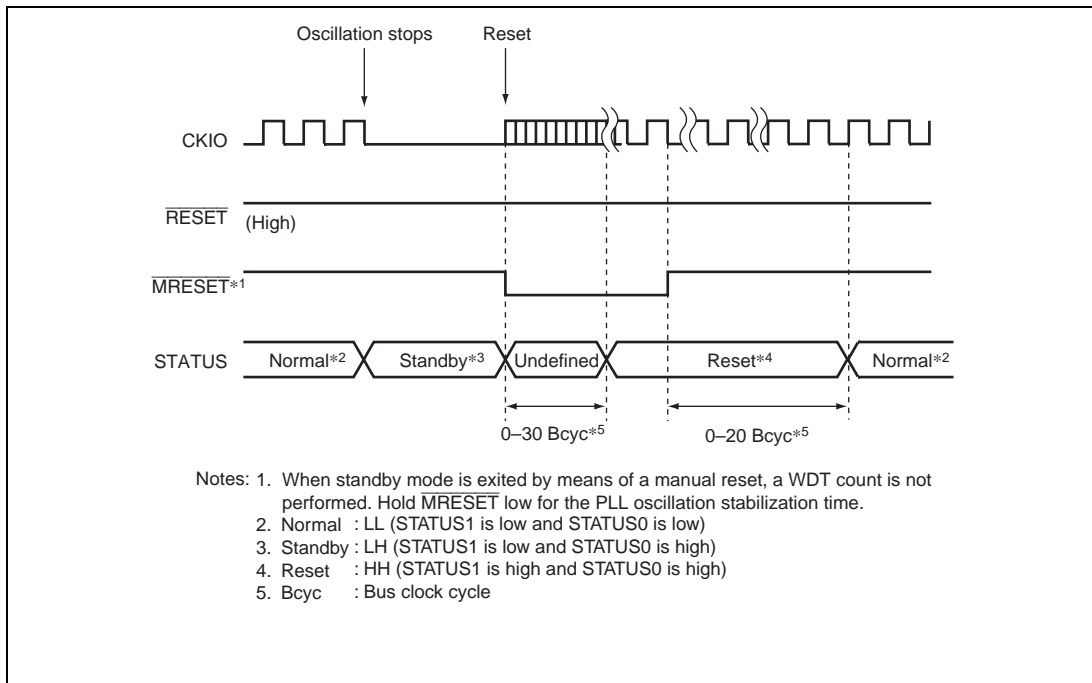 Oscillation stops Reset
CKIO
RESET (High)
MRESET*1
STATUS Normal*2 Standby*3 Undefined Reset*4 Normal*2
0–30 Bcyc*5 0–20 Bcyc*5
Notes: 1. When standby mode is exited by means of a manual reset, a WDT count is not
performed. Hold MRESET low for the PLL oscillation stabilization time.
2. Normal : LL (STATUS1 is low and STATUS0 is low)
3. Standby : LH (STATUS1 is low and STATUS0 is high)
4. Reset : HH (STATUS1 is high and STATUS0 is high)
5. Bcyc : Bus clock cycle